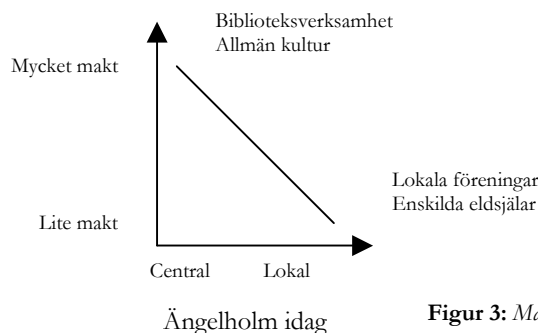 Biblioteksverksamhet
Allmän kultur
Mycket makt
Lokala föreningar
Enskilda eldsjälar
Lite makt
Central Lokal
Ängelholm idag
Figur 3: